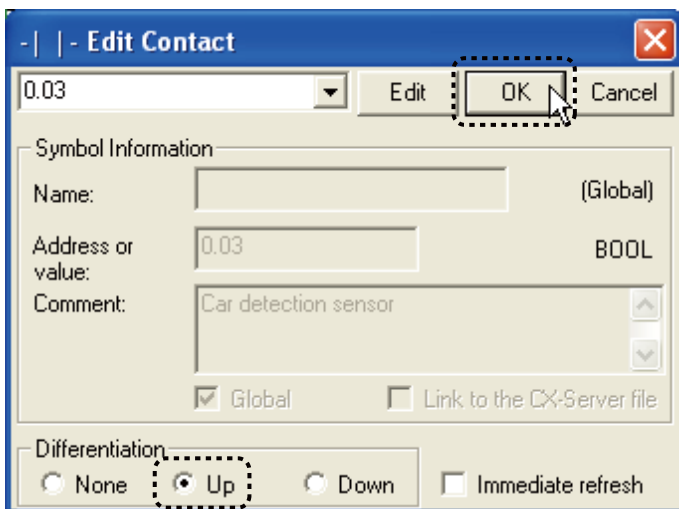 -| |- Edit Contact
0.03 Edit OK Cancel
Symbol Information
Name: (Global)
Address or value: 0.03 BOOL
Comment: Car detection sensor
Global Link to the CX-Server file
Differentiation
None Up Down Immediate refresh